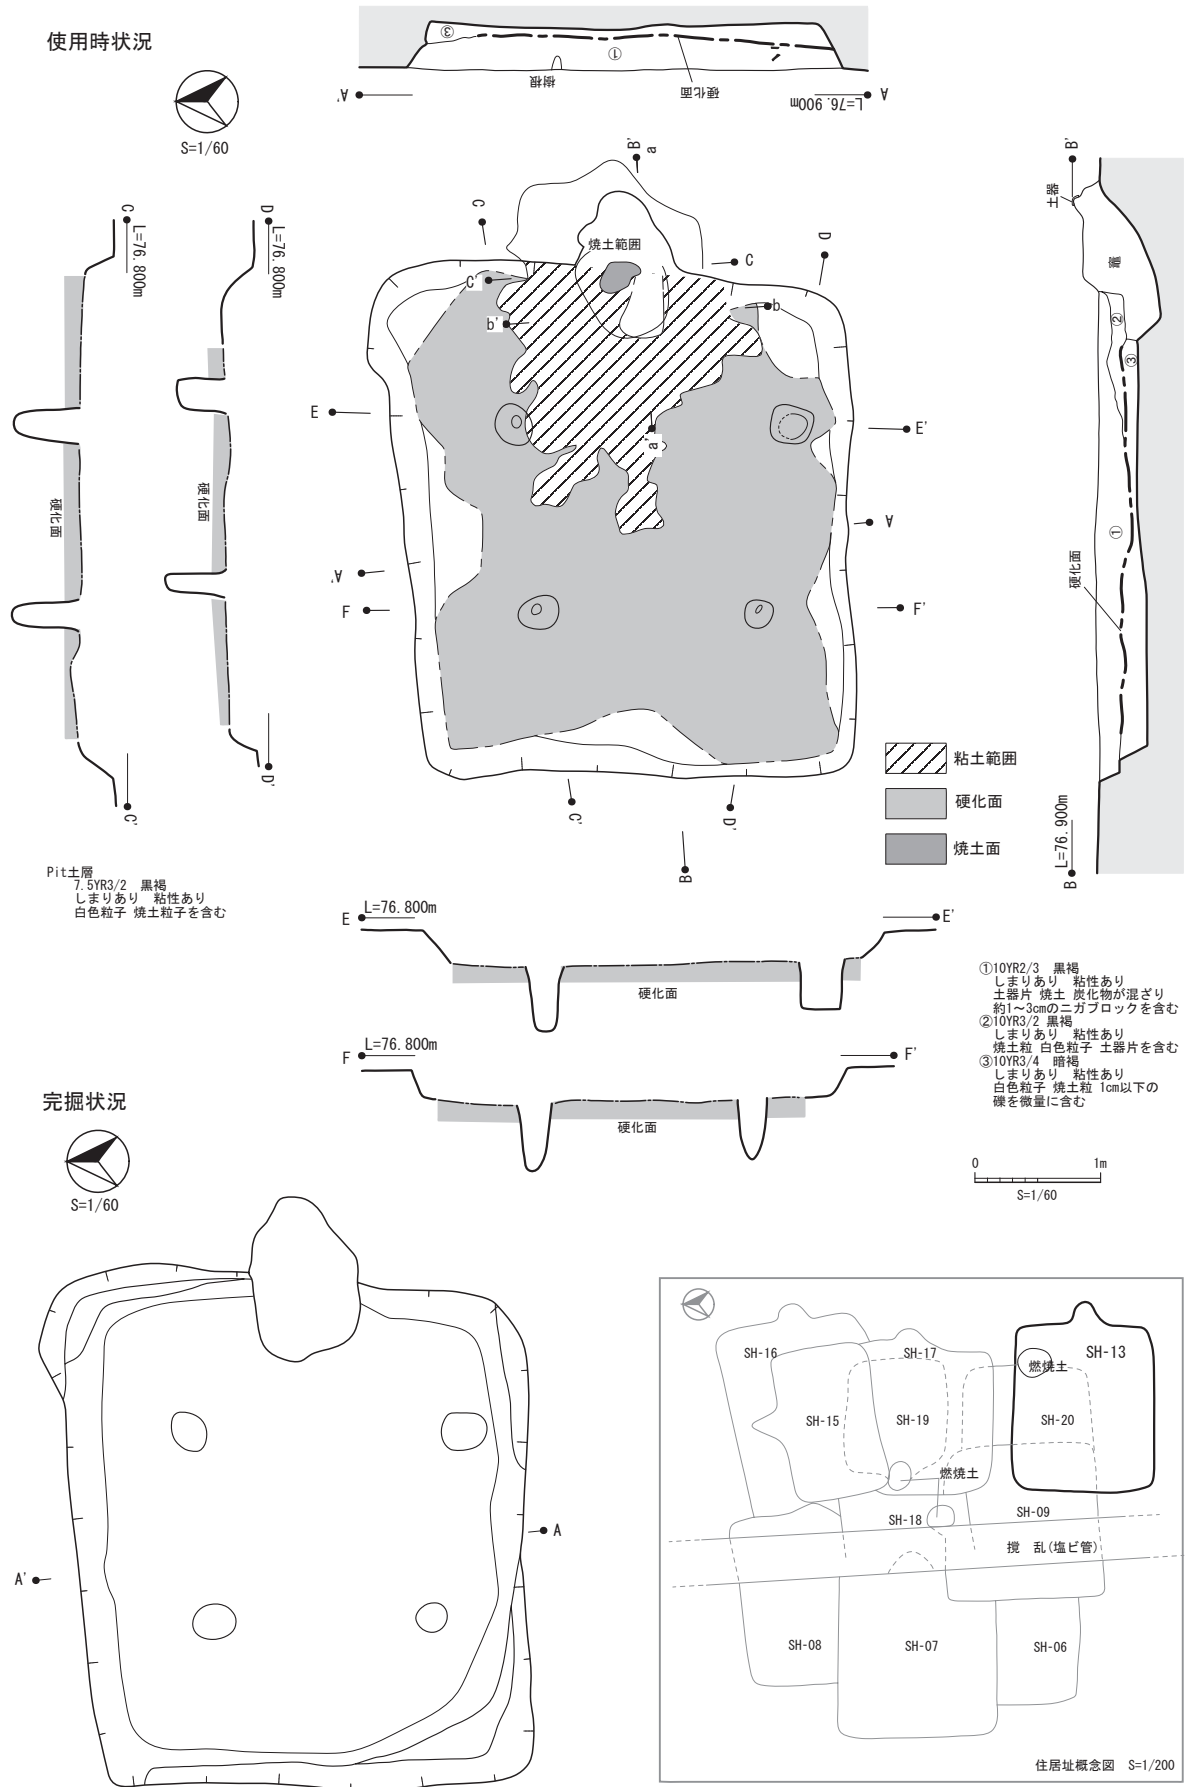 使用時状況
S=1/60
③
①
樹根
硬化面
A'
L=76.900m
A
B'
a
C
D
焼土範囲
C
C'
b
b'
E
E'
a'
A
A'
F
F'
C'
D'
B
C
L=76.800m
硬化面
C'
D
L=76.800m
硬化面
D'
B'
土器
竈
②
③
①
硬化面
L=76.900m
B
粘土範囲
硬化面
焼土面
Pit土層
7.5YR3/2 黒褐
しまりあり 粘性あり
白色粒子 焼土粒子を含む
E
L=76.800m
E'
硬化面
F
L=76.800m
F'
硬化面
①10YR2/3 黒褐
しまりあり 粘性あり
土器片 焼土 炭化物が混ざり
約1〜3cmのニガブロックを含む
②10YR3/2 黒褐
しまりあり 粘性あり
焼土粒 白色粒子 土器片を含む
③10YR3/4 暗褐
しまりあり 粘性あり
白色粒子 焼土粒 1cm以下の
礫を微量に含む
0 1m
S=1/60
完掘状況
S=1/60
A
A'
SH-16
SH-17
SH-13
燃焼土
SH-15
SH-19
SH-20
燃焼土
SH-18
SH-09
撹 乱(塩ビ管)
SH-08
SH-07
SH-06
住居址概念図 S=1/200